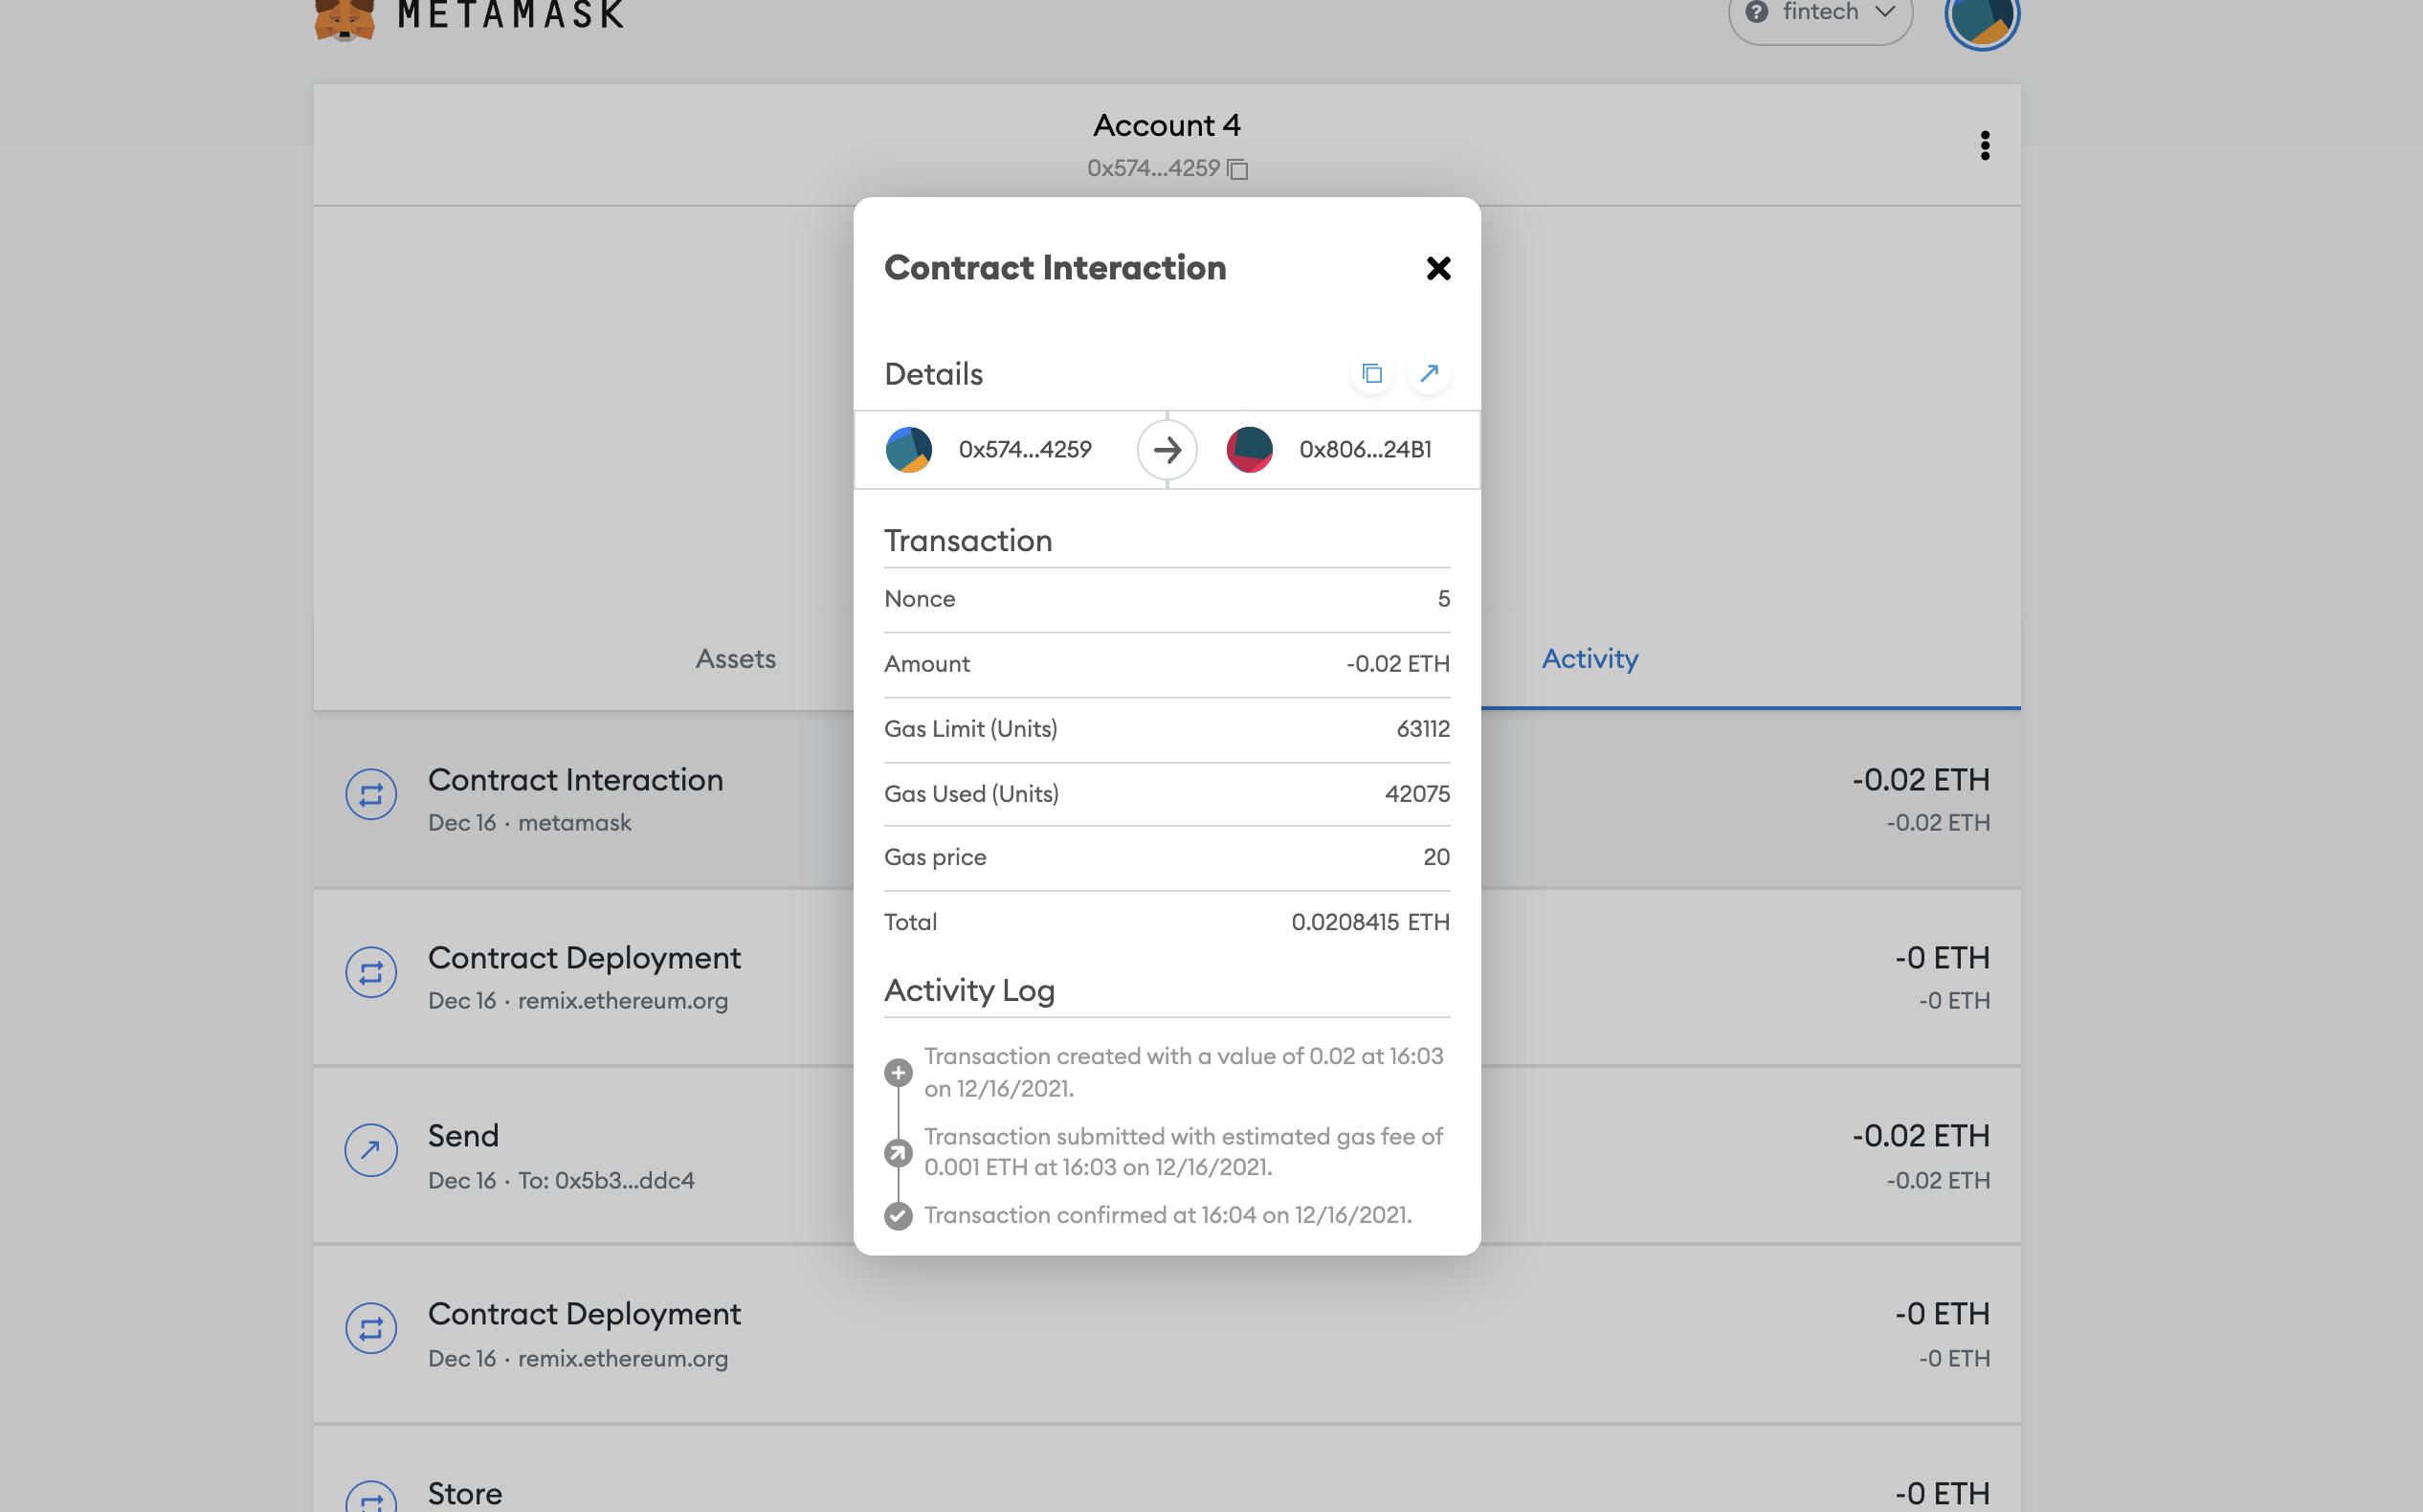 METAMASK
fintech
Account 4
0x574...4259
Contract Interaction
Details
0x574...4259
0x806...24B1
Transaction
Nonce 5
Amount -0.02 ETH
Gas Limit (Units) 63112
Gas Used (Units) 42075
Gas price 20
Total 0.0208415 ETH
Activity Log
Transaction created with a value of 0.02 at 16:03
on 12/16/2021.
Transaction submitted with estimated gas fee of
0.001 ETH at 16:03 on 12/16/2021.
Transaction confirmed at 16:04 on 12/16/2021.
Assets
Activity
Contract Interaction -0.02 ETH
Dec 16 · metamask -0.02 ETH
Contract Deployment -0 ETH
Dec 16 · remix.ethereum.org -0 ETH
Send -0.02 ETH
Dec 16 · To: 0x5b3...ddc4 -0.02 ETH
Contract Deployment -0 ETH
Dec 16 · remix.ethereum.org -0 ETH
Store -0 ETH